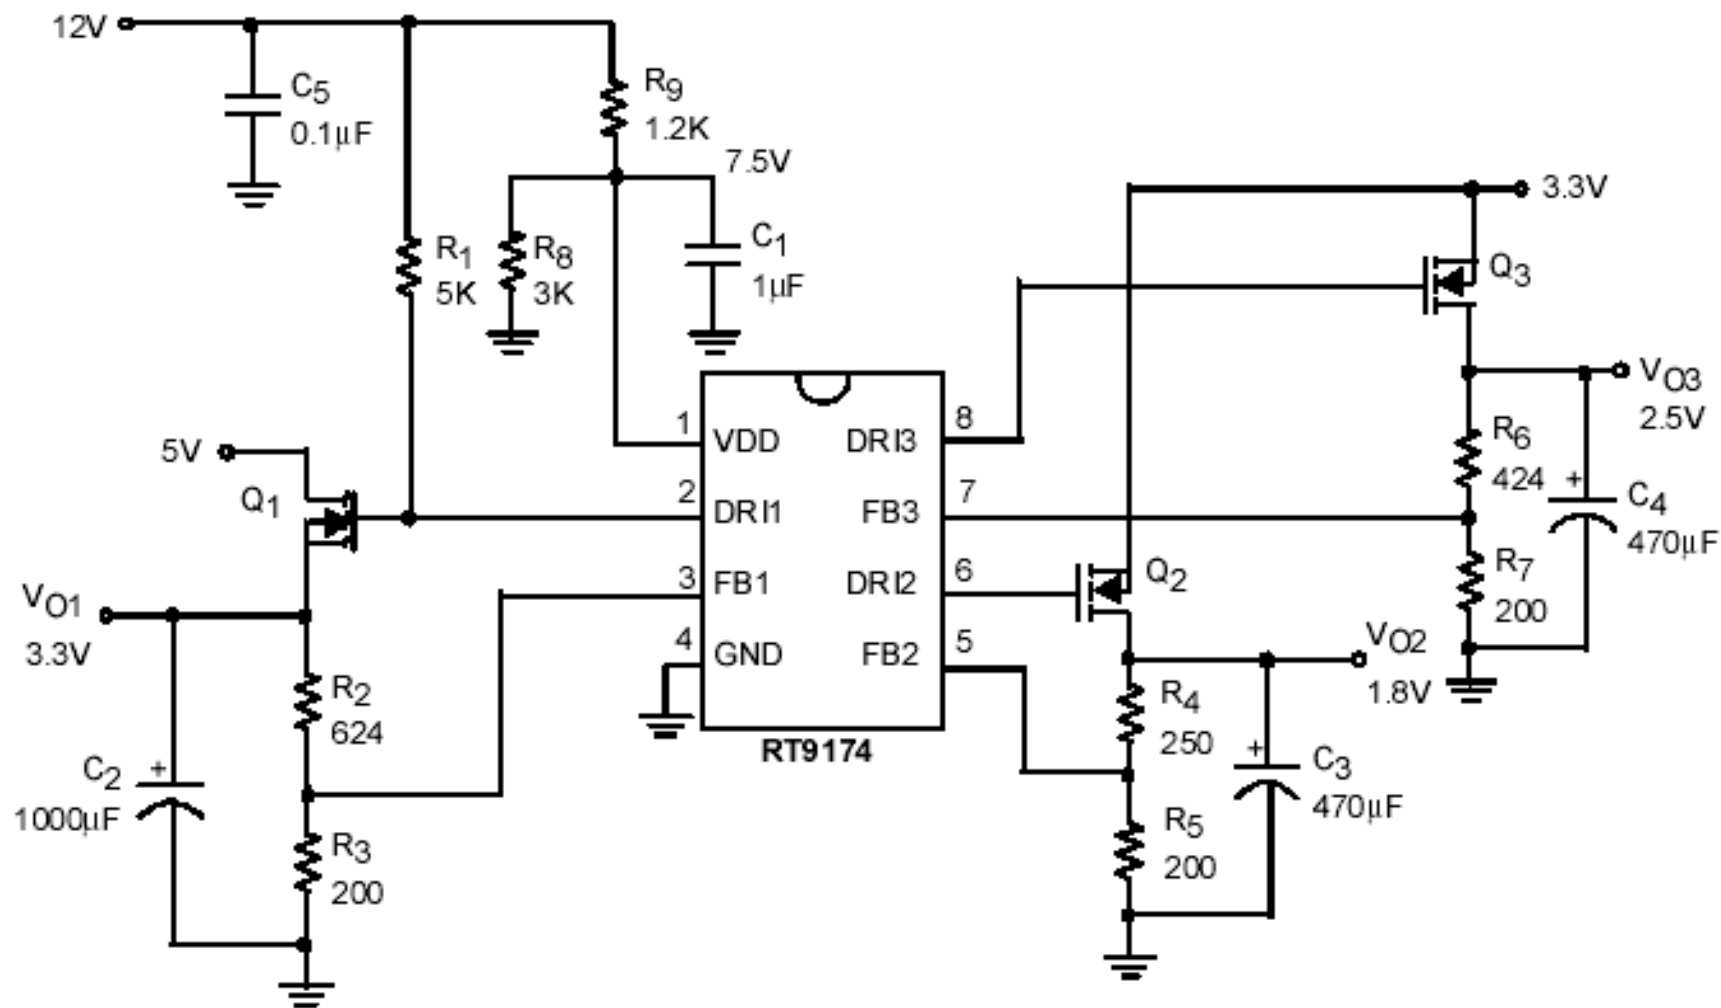 12V
C5
0.1µF
R9
1.2K
7.5V
R1
5K
R8
3K
C1
1µF
3.3V
Q3
5V
Q1
1 VDD
2 DRI1
3 FB1
4 GND
DRI3 8
FB3 7
DRI2 6
FB2 5
RT9174
VO3
2.5V
R6
424
C4
+
470µF
R7
200
Q2
VO1
3.3V
R2
624
C2
+
1000µF
R3
200
VO2
1.8V
R4
250
C3
+
470µF
R5
200